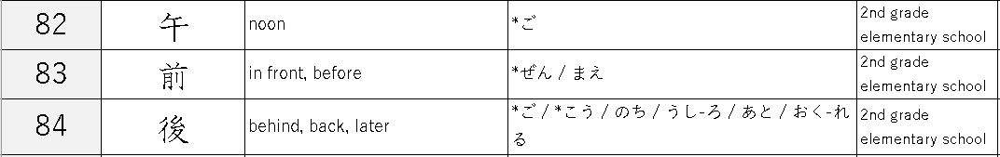 82 午 noon *ご 2nd grade
elementary school
83 前 in front, before *ぜん / まえ 2nd grade
elementary school
84 後 behind, back, later *ご / *こう / のち / うし-ろ / あと / おく-れ
る 2nd grade
elementary school